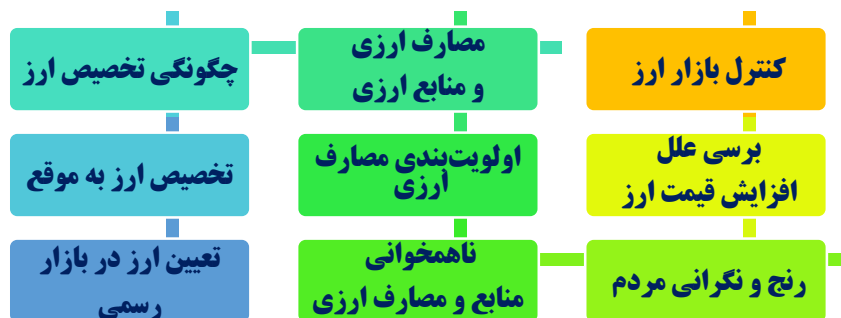 کنترل بازار ارز
برسی علل
افزایش قیمت ارز
رنج و نگرانی مردم
مصارف ارزی
و منابع ارزی
اولویت‌بندی مصارف
ارزی
ناهمخوانی
منابع و مصارف ارزی
چگونگی تخصیص ارز
تخصیص ارز به موقع
تعیین ارز در بازار
رسمی